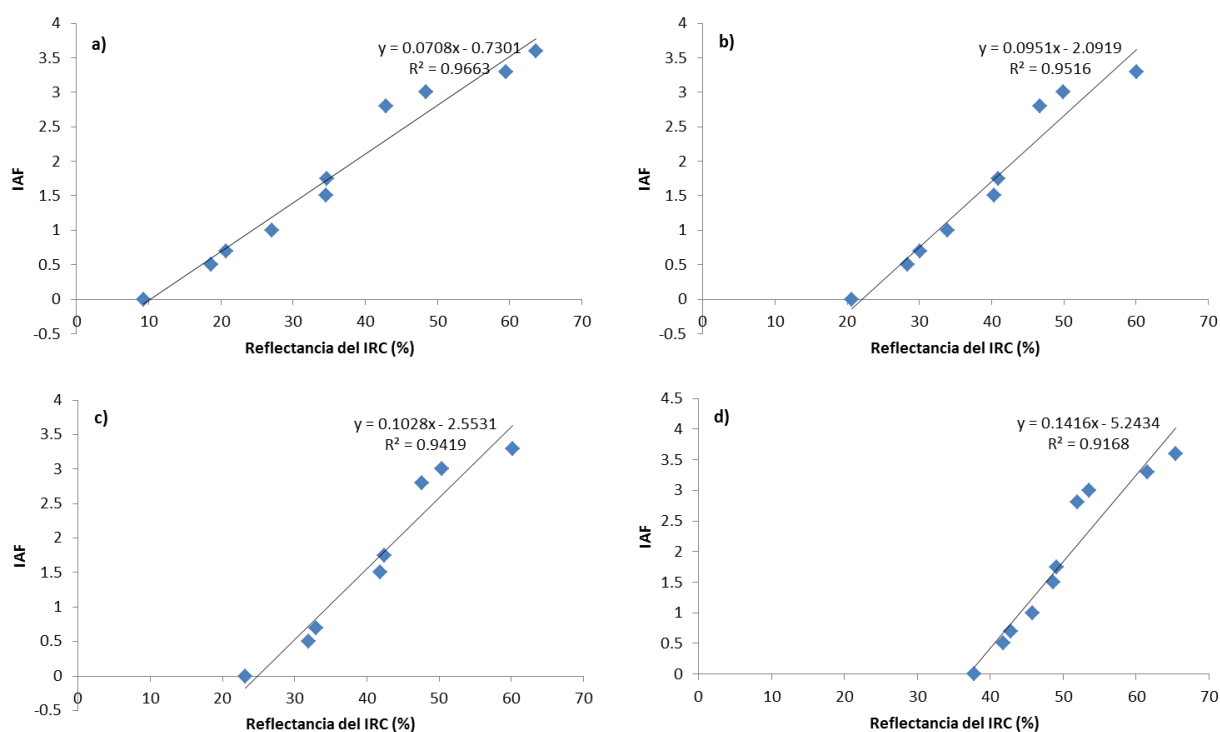 a)
y = 0.0708x - 0.7301
R² = 0.9663
IAF
4
3.5
3
2.5
2
1.5
1
0.5
0
-0.5
0 10 20 30 40 50 60 70
Reflectancia del IRC (%)
b)
y = 0.0951x - 2.0919
R² = 0.9516
IAF
4
3.5
3
2.5
2
1.5
1
0.5
0
-0.5
0 10 20 30 40 50 60 70
Reflectancia del IRC (%)
c)
y = 0.1028x - 2.5531
R² = 0.9419
IAF
4
3.5
3
2.5
2
1.5
1
0.5
0
-0.5
0 10 20 30 40 50 60 70
Reflectancia del IRC (%)
d)
y = 0.1416x - 5.2434
R² = 0.9168
IAF
4.5
4
3.5
3
2.5
2
1.5
1
0.5
0
0 10 20 30 40 50 60 70
Reflectancia del IRC (%)